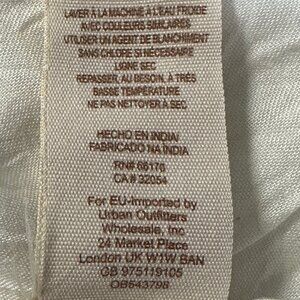 LAVER À LA MACHINE À L'EAU FROIDE
AVEC COULEURS SIMILAIRES
UTILISER UN AGENT DE BLANCHIMENT
SANS CHLORE SI NÉCESSAIRE
LIGNE SEC
REPASSER, AU BESOIN, À TRÈS
BASSE TEMPÉRATURE
NE PAS NETTOYER À SEC
HECHO EN INDIA/
FABRICADO NA ÍNDIA
RN# 66170
CA# 32054
For EU-Imported by
Urban Outfitters
Wholesale, Inc
24 Market Place
London UK W1W 8AN
GB 975119105
OB543798